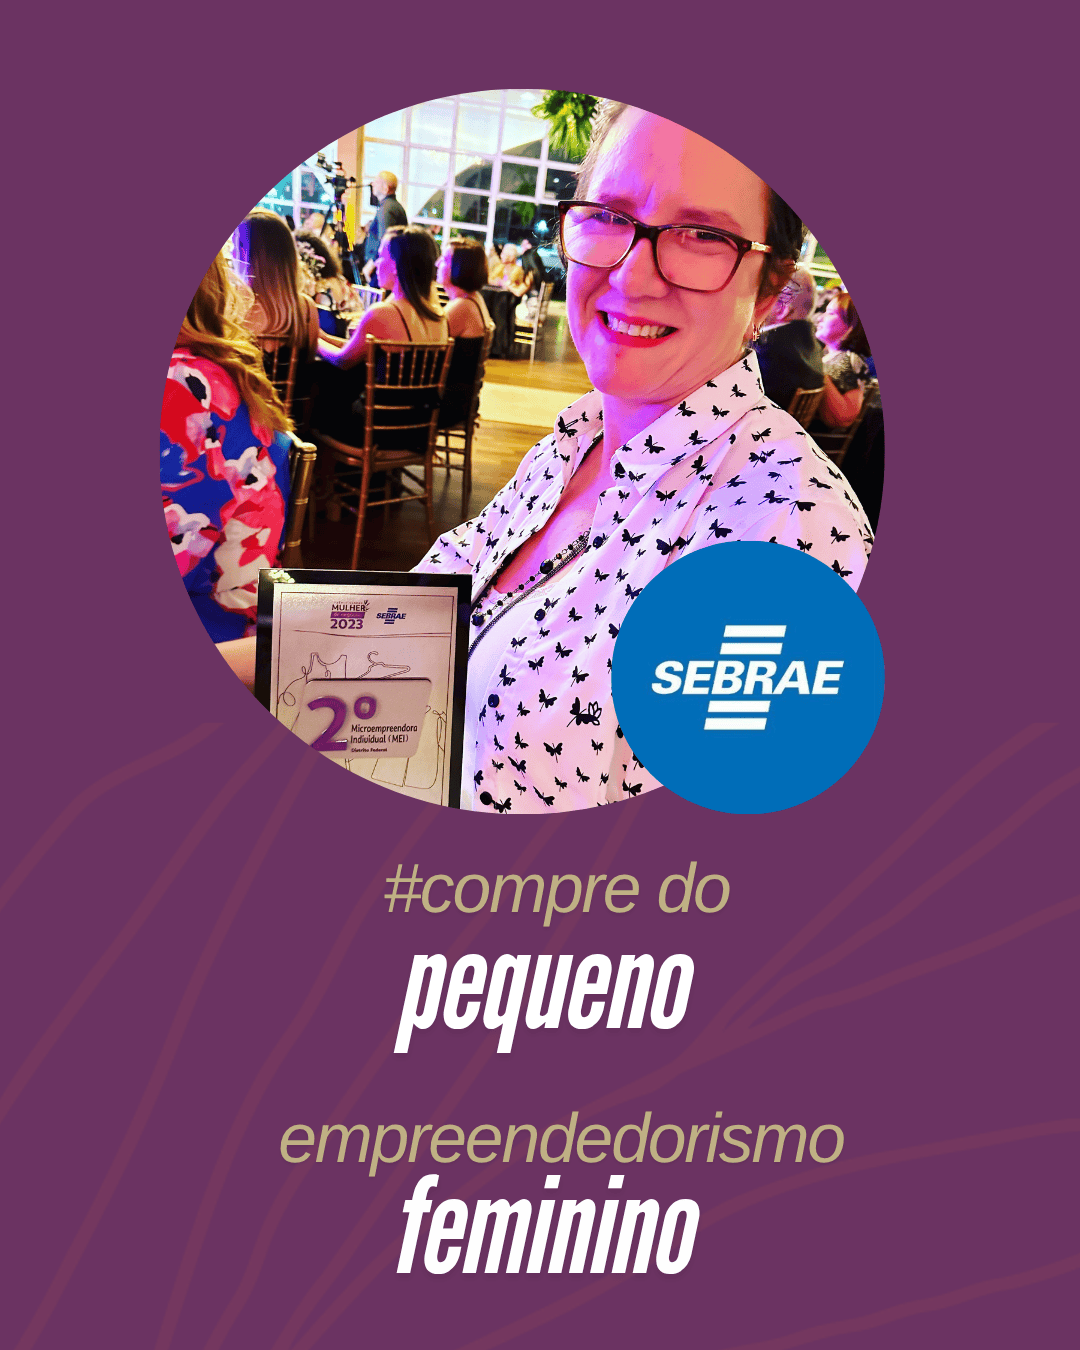 MULHER
2023
SEBRAE
2º
Microempreendora
Individual (MEI)
Distrito Federal
SEBRAE
#compre do
pequeno
empreendedorismo
feminino